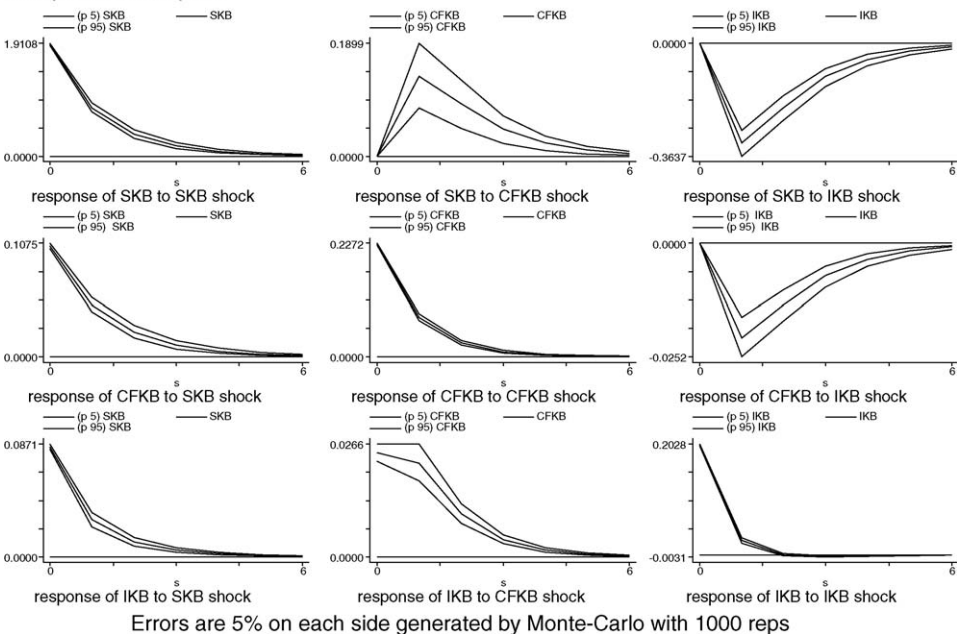 (p 5) SKB SKB
(p 95) SKB
1.9108
0.0000
0 6
s
response of SKB to SKB shock
(p 5) CFKB CFKB
(p 95) CFKB
0.1899
0.0000
0 6
s
response of SKB to CFKB shock
(p 5) IKB IKB
(p 95) IKB
0.0000
-0.3637
0 6
s
response of SKB to IKB shock
(p 5) SKB SKB
(p 95) SKB
0.1075
0.0000
0 6
s
response of CFKB to SKB shock
(p 5) CFKB CFKB
(p 95) CFKB
0.2272
0.0000
0 6
s
response of CFKB to CFKB shock
(p 5) IKB IKB
(p 95) IKB
0.0000
-0.0252
0 6
s
response of CFKB to IKB shock
(p 5) SKB SKB
(p 95) SKB
0.0871
0.0000
0 6
s
response of IKB to SKB shock
(p 5) CFKB CFKB
(p 95) CFKB
0.0266
0.0000
0 6
s
response of IKB to CFKB shock
(p 5) IKB IKB
(p 95) IKB
0.2028
-0.0031
0 6
s
response of IKB to IKB shock
Errors are 5% on each side generated by Monte-Carlo with 1000 reps